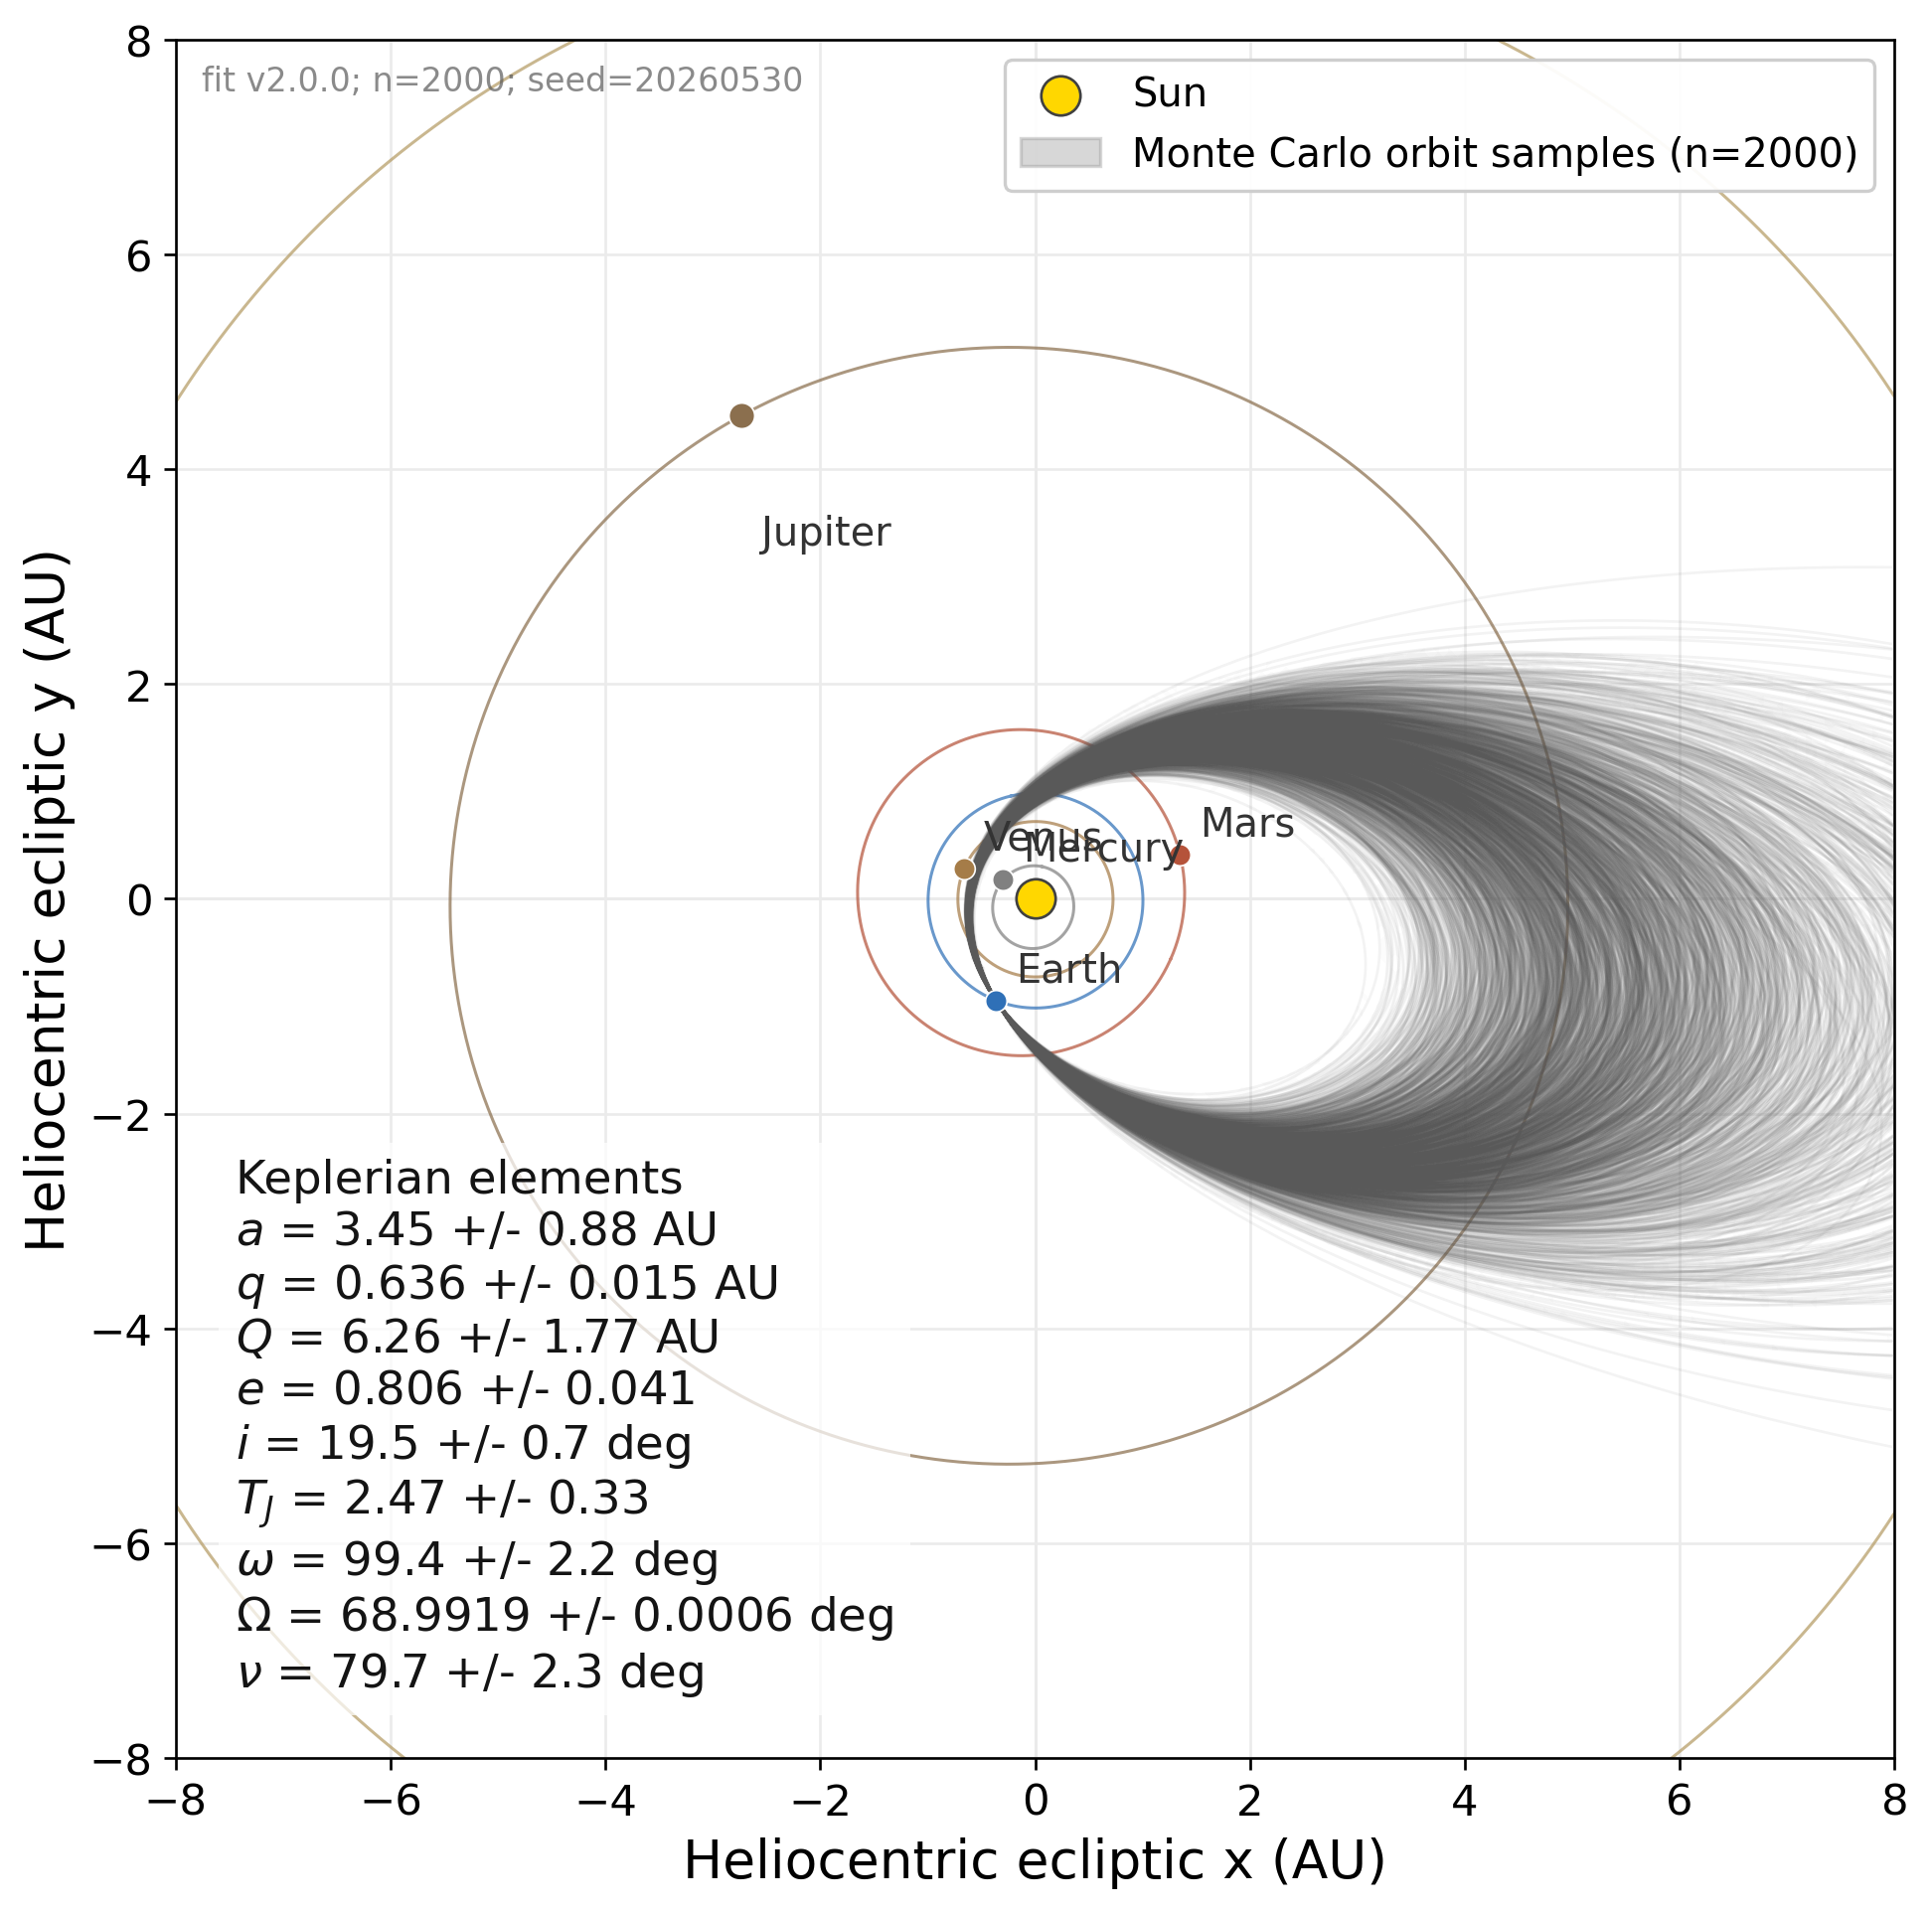 8
fit v2.0.0; n=2000; seed=20260530
Sun
Monte Carlo orbit samples (n=2000)
6
4
Jupiter
2
Mars
Venus
Mercury
0
Earth
Heliocentric ecliptic y (AU)
−2
Keplerian elements
a = 3.45 +/- 0.88 AU
q = 0.636 +/- 0.015 AU
−4
Q = 6.26 +/- 1.77 AU
e = 0.806 +/- 0.041
i = 19.5 +/- 0.7 deg
T_J = 2.47 +/- 0.33
−6
ω = 99.4 +/- 2.2 deg
Ω = 68.9919 +/- 0.0006 deg
ν = 79.7 +/- 2.3 deg
−8
−8 −6 −4 −2 0 2 4 6 8
Heliocentric ecliptic x (AU)